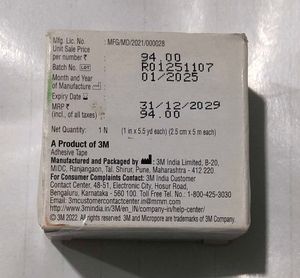 Mfg. Lic. No. : MFG/MD/2021/000028
Unit Sale Price
per number ₹ : 94.00
Batch No. LOT : R01251107
Month and Year : 01/2025
of Manufacture
Expiry Date : 31/12/2029
MRP ₹ : 94.00
(incl., of all taxes)
Net Quantity: 1N (1 in x 5.5 yd each) (2.5 cm x 5 m each)
A Product of 3M
Adhesive Tape
Manufactured and Packaged by : 3M India Limited, B-20,
MIDC, Ranjangaon, Tal. Shirur, Pune, Maharashtra - 412 220
For Consumer Complaints Contact: 3M India Customer
Contact Center, 48-51, Electronic City, Hosur Road,
Bengaluru, Karnataka - 560 100. Toll Free No.: 1-800-425-3030
Email: 3mcustomercontactcenter-in@mmm.com
http://www.3mindia.in/3M/en_IN/company-in/help-center/
© 3M 2022. All rights reserved. 3M and Micropore are trademarks of 3M Company.